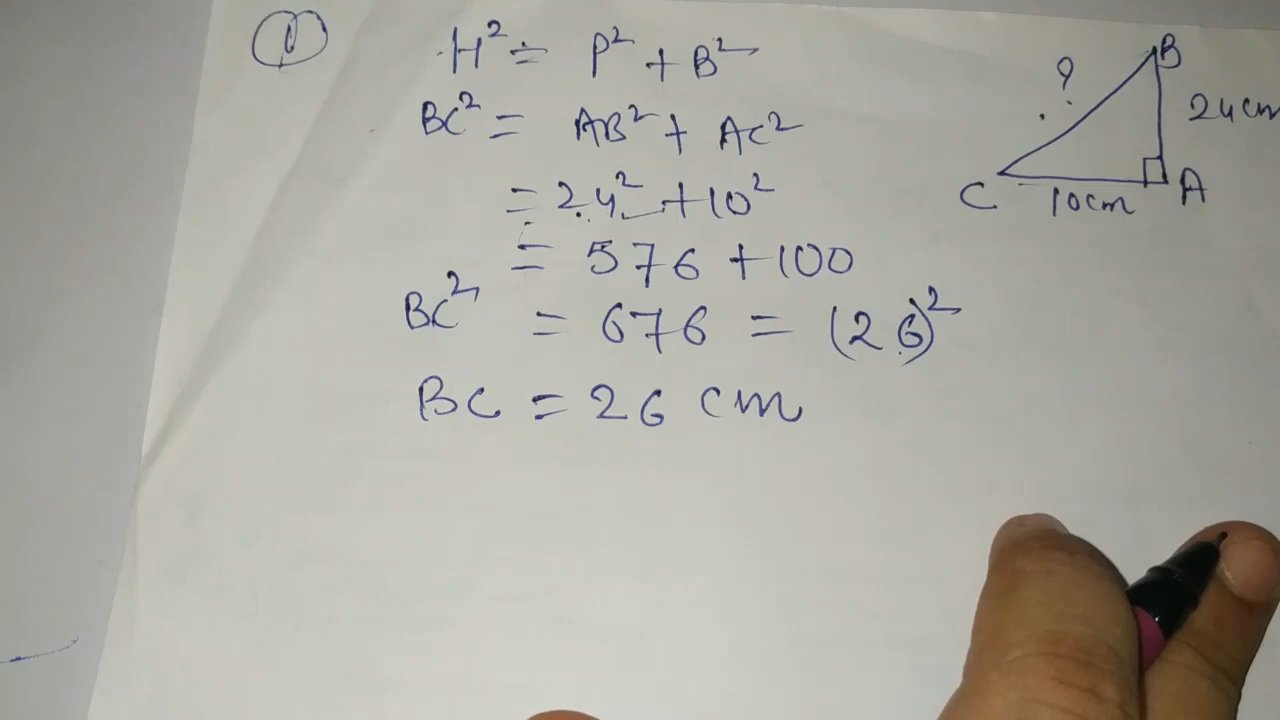 ①
H² = P² + B²
BC² = AB² + AC²
= 24² + 10²
= 576 + 100
BC² = 676 = (26)²
BC = 26 cm
B
?
24cm
C
10cm
A